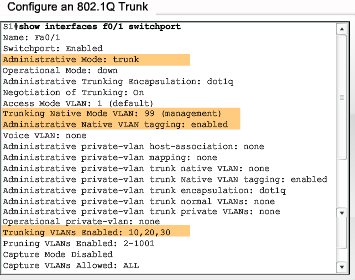 Configure an 802.1Q Trunk
S1#show interfaces f0/1 switchport
Name: Fa0/1
Switchport: Enabled
Administrative Mode: trunk
Operational Mode: down
Administrative Trunking Encapsulation: dot1q
Negotiation of Trunking: On
Access Mode VLAN: 1 (default)
Trunking Native Mode VLAN: 99 (management)
Administrative Native VLAN tagging: enabled
Voice VLAN: none
Administrative private-vlan host-association: none
Administrative private-vlan mapping: none
Administrative private-vlan trunk native VLAN: none
Administrative private-vlan trunk Native VLAN tagging: enabled
Administrative private-vlan trunk encapsulation: dot1q
Administrative private-vlan trunk normal VLANs: none
Administrative private-vlan trunk private VLANs: none
Operational private-vlan: none
Trunking VLANs Enabled: 10,20,30
Pruning VLANs Enabled: 2-1001
Capture Mode Disabled
Capture VLANs Allowed: ALL